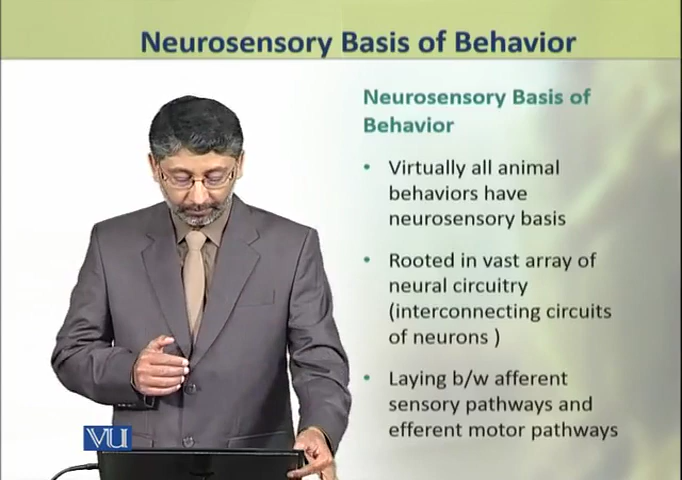 Neurosensory Basis of Behavior
Neurosensory Basis of
Behavior
• Virtually all animal
behaviors have
neurosensory basis
• Rooted in vast array of
neural circuitry
(interconnecting circuits
of neurons )
• Laying b/w afferent
sensory pathways and
efferent motor pathways
VU